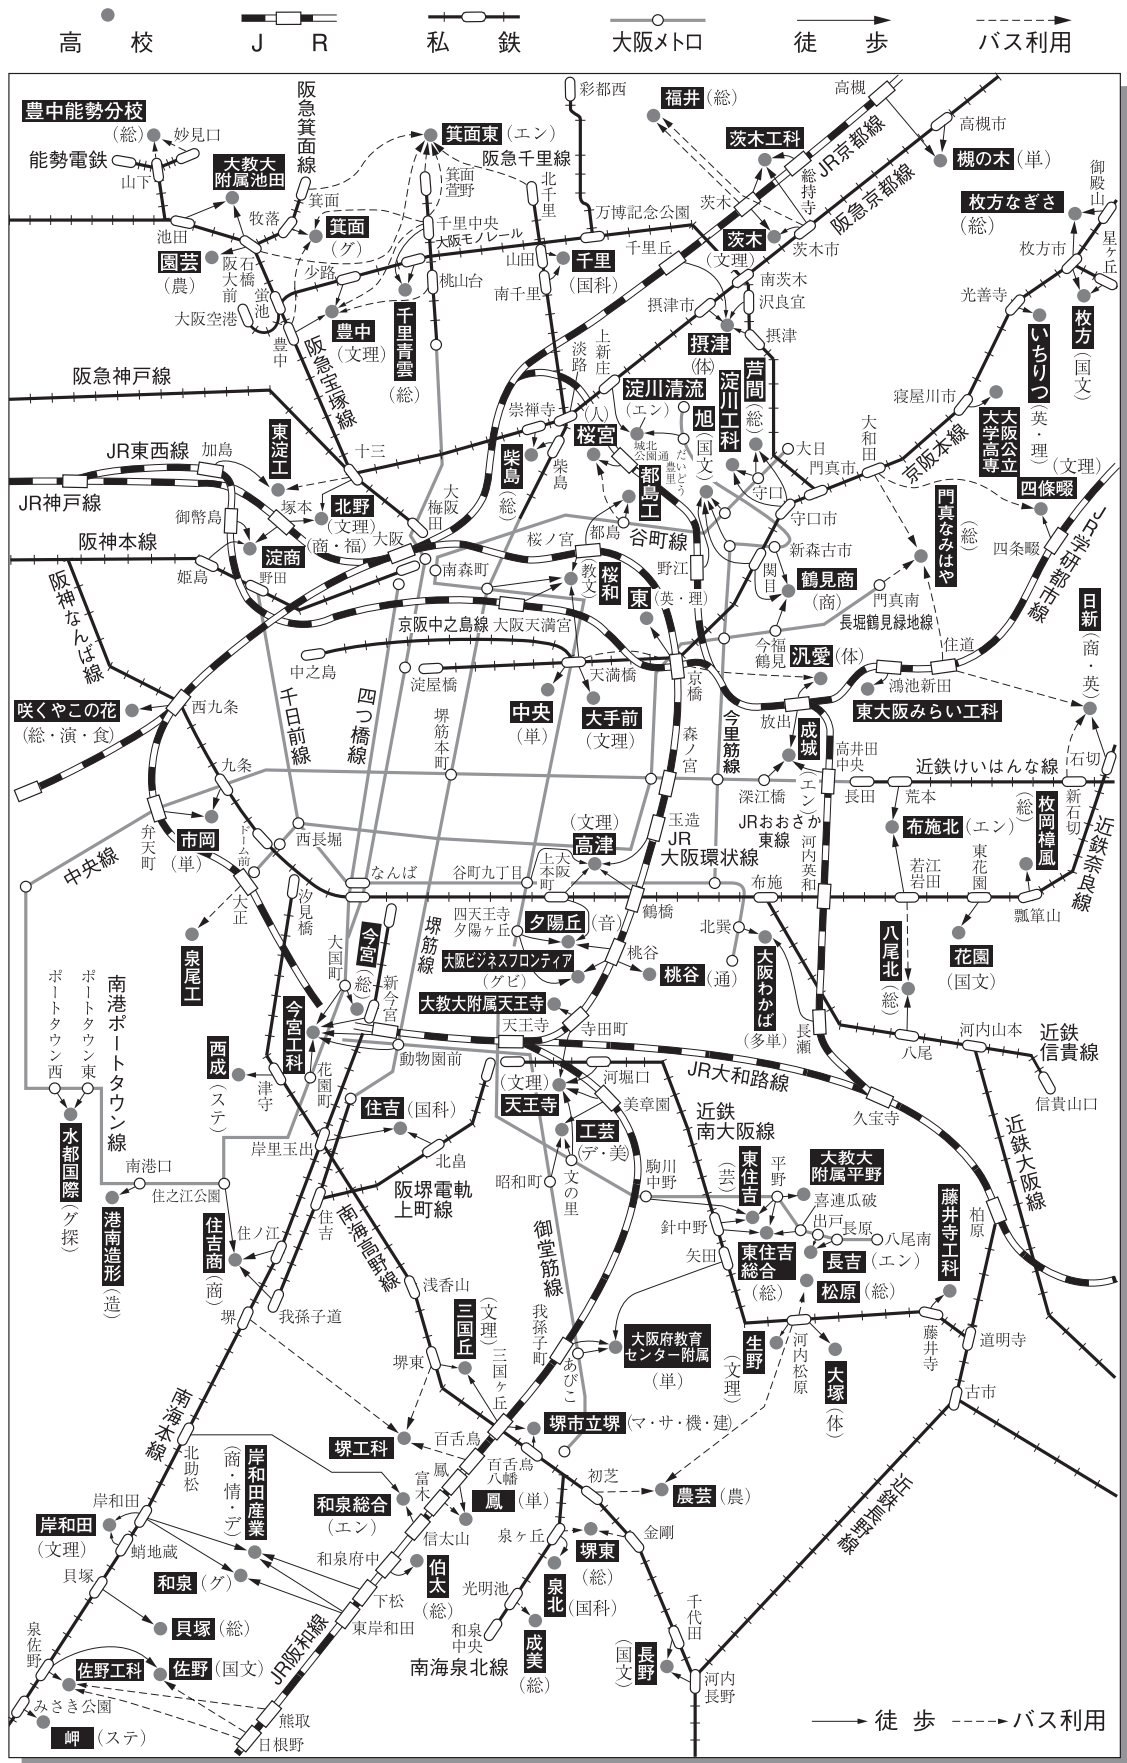 高校
JR
私鉄
大阪メトロ
徒歩
バス利用
豊中能勢分校
(総)
妙見口
能勢電鉄
山下
阪急箕面線
箕面東(エン)
阪急千里線
彩都西
福井(総)
高槻
JR京都線
高槻市
槻の木(単)
茨木工科
総持寺
阪急京都線
御殿山
枚方なぎさ
(総)
星ヶ丘
枚方市
大教大
附属池田
牧落
箕面
箕面
(グ)
池田
園芸
(農)
石橋
阪大前
箕面萱野
北千里
千里中央
大阪モノレール
万博記念公園
千里丘
茨木
茨木
(文理)
茨木市
南茨木
沢良宜
摂津市
摂津
摂津
(体)
山田
千里
(国科)
南千里
少路
桃山台
千里青雲
(総)
豊中
(文理)
蛍池
大阪空港
豊中
阪急宝塚線
光善寺
いちりつ
(英・理)
枚方
(国文)
寝屋川市
大阪公立
大学高専
京阪本線
大和田
阪急神戸線
淡路
上新庄
崇禅寺
淀川清流
(エン)
(人)
桜宮
柴島
(総)
柴島
淀川工科
芦間
(総)
旭
(国文)
城北
公園通
だいどう
豊里
都島工
大日
守口
門真市
守口市
(文理)
四條畷
四条畷
JR学研都市線
門真なみはや
(総)
門真南
JR東西線
加島
JR神戸線
東淀工
十三
塚本
北野
(文理)
御幣島
淀商
(商・福)
大阪
大阪梅田
阪神本線
姫島
野田
阪神なんば線
南森町
桜ノ宮
都島
谷町線
野江
新森古市
関目
鶴見商
(商)
教文
桜和
東
(英・理)
京阪中之島線
大阪天満宮
中之島
淀屋橋
天満橋
京橋
今福
鶴見
長堀鶴見緑地線
住道
日新
(商・英)
汎愛(体)
鴻池新田
東大阪みらい工科
放出
咲くやこの花
(総・演・食)
西九条
千日前線
四つ橋線
堺筋本町
中央
(単)
大手前
(文理)
森ノ宮
今里筋線
成城
(エン)
高井田
中央
石切
近鉄けいはんな線
九条
深江橋
長田
荒本
新石切
枚岡樟風
(総)
近鉄奈良線
弁天町
市岡
(単)
ドーム前
西長堀
(文理)
高津
玉造
JR
大阪環状線
JRおおさか
東線
布施北(エン)
河内英和
若江
岩田
東花園
瓢箪山
中央線
なんば
谷町九丁目
大阪
上本町
鶴橋
布施
大正
汐見橋
泉尾工
大国町
今宮
(総)
新今宮
堺筋線
四天王寺
夕陽ヶ丘
夕陽丘(音)
大阪ビジネスフロンティア
(グビ)
桃谷
桃谷(通)
北巽
大阪わかば
(多単)
八尾北
(総)
花園
(国文)
ポートタウン西
ポートタウン東
南港ポートタウン線
今宮工科
大教大附属天王寺
天王寺
寺田町
長瀬
八尾
河内山本
近鉄
信貴線
信貴山口
西成
(ステ)
津守
花園町
動物園前
(文理)
天王寺
河堀口
美章園
JR大和路線
久宝寺
近鉄大阪線
水都国際
(グ探)
住吉(国科)
岸里玉出
北畠
工芸
(デ・美)
近鉄
南大阪線
昭和町
文の里
駒川
中野
東住吉
(芸)
平野
大教大
附属平野
喜連瓜破
出戸
長原
八尾南
長吉(エン)
藤井寺工科
柏原
南港口
住之江公園
港南造形
(造)
住吉商
(商)
住ノ江
住吉
阪堺電軌
上町線
南海高野線
御堂筋線
針中野
矢田
東住吉
総合
(総)
松原(総)
我孫子道
堺
浅香山
三国丘
(文理)
我孫子町
あびこ
大阪府教育
センター附属
(単)
生野
(文理)
河内松原
大塚
(体)
藤井寺
道明寺
古市
堺東
三国ヶ丘
堺市立堺(マ・サ・機・建)
南海本線
北助松
堺工科
百舌鳥
百舌鳥
八幡
初芝
農芸(農)
近鉄長野線
岸和田産業
(商・情・デ)
和泉総合
(エン)
富木
鳳
鳳(単)
信太山
岸和田
岸和田
(文理)
蛸地蔵
貝塚
和泉(グ)
和泉府中
伯太
(総)
泉ヶ丘
堺東
(総)
金剛
光明池
泉北(国科)
和泉中央
成美
(総)
南海泉北線
千代田
長野
(国文)
河内
長野
貝塚(総)
下松
東岸和田
JR阪和線
泉佐野
佐野工科
佐野(国文)
みさき公園
岬(ステ)
熊取
日根野
徒歩
バス利用